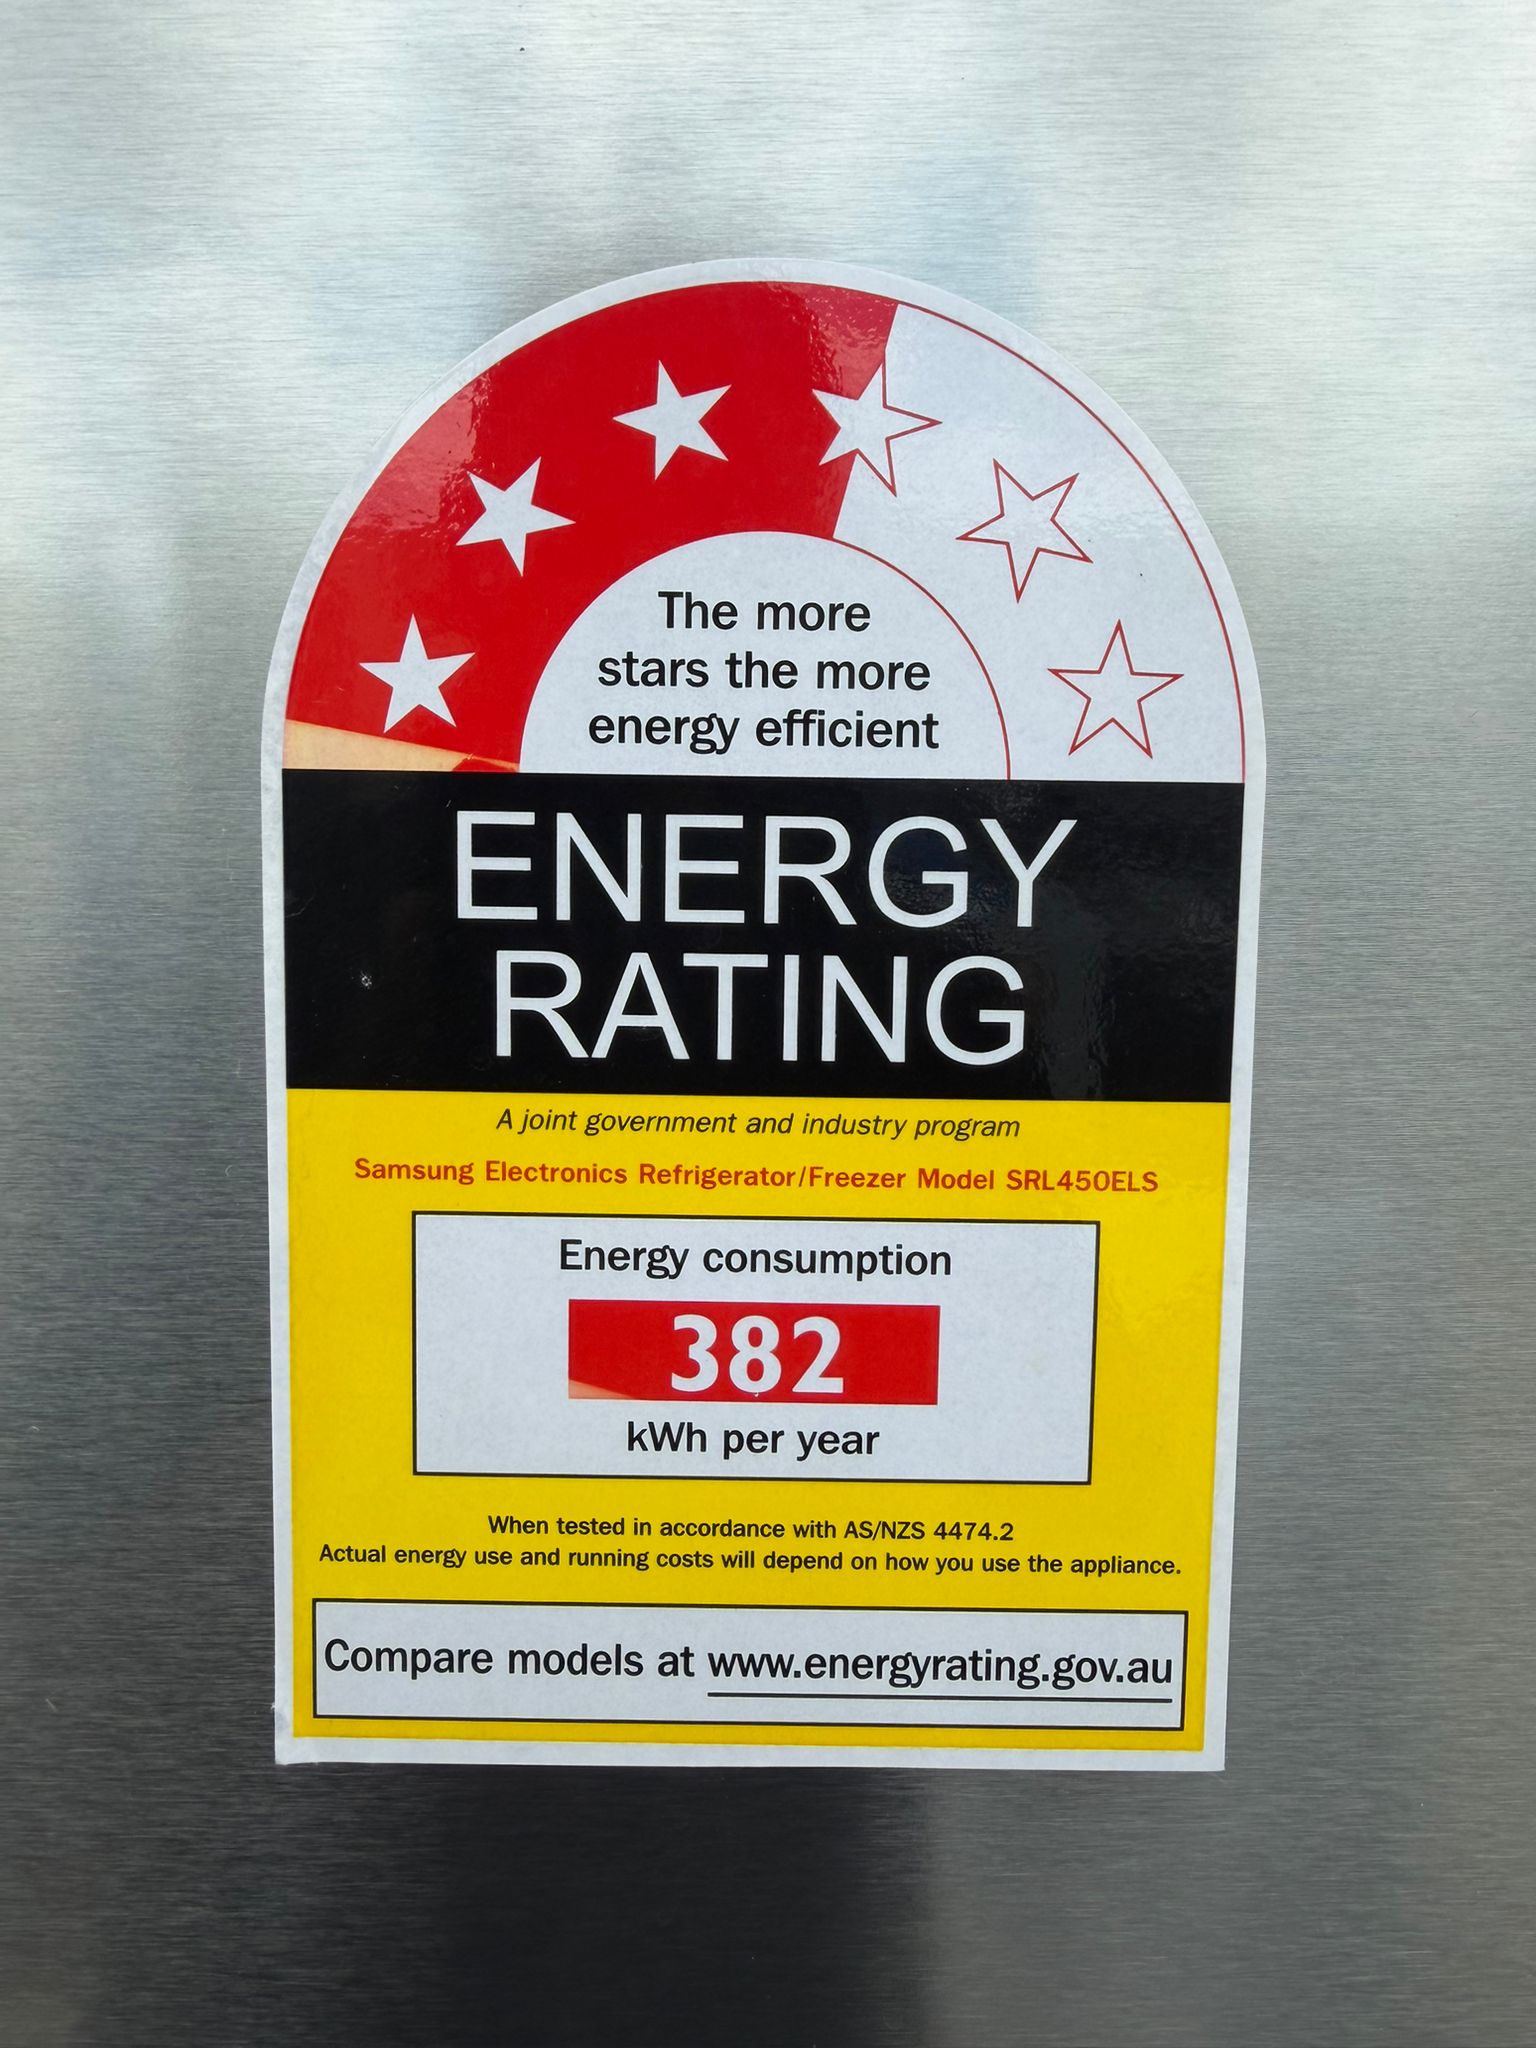 The more
stars the more
energy efficient
ENERGY
RATING
A joint government and industry program
Samsung Electronics Refrigerator/Freezer Model SRL450ELS
Energy consumption
382
kWh per year
When tested in accordance with AS/NZS 4474.2
Actual energy use and running costs will depend on how you use the appliance.
Compare models at www.energyrating.gov.au